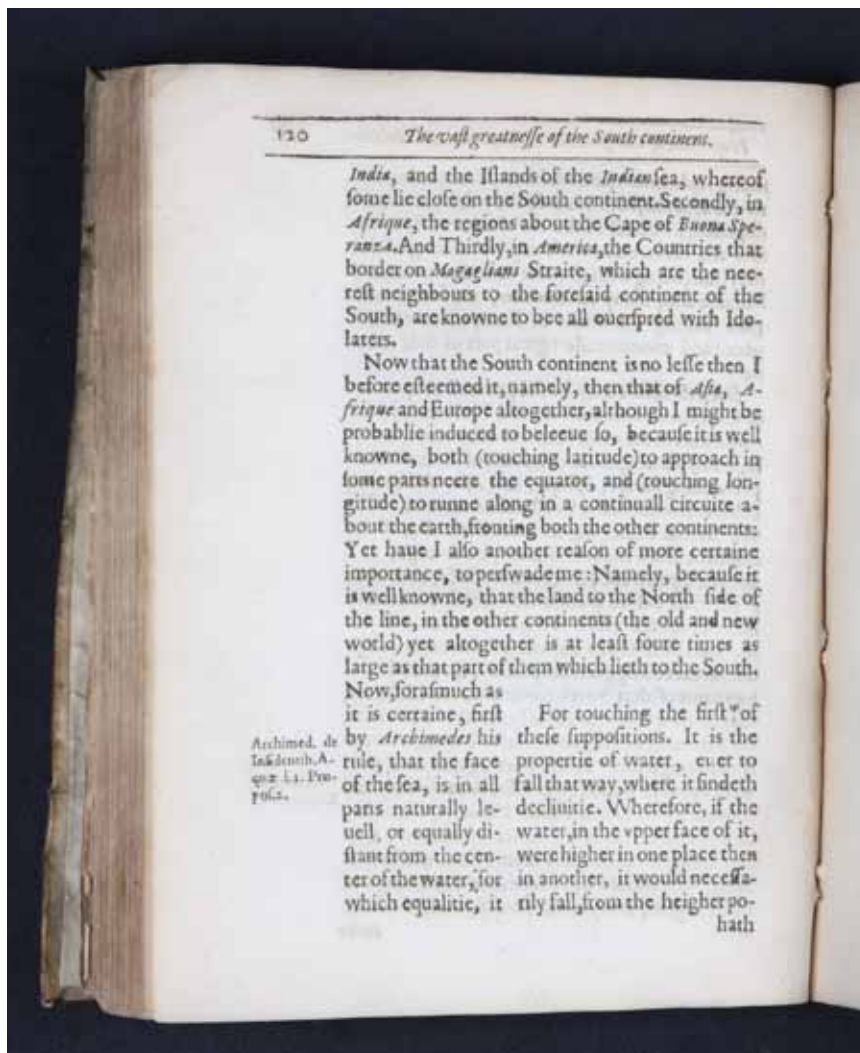 120 The vaſt greatneſſe of the South continent.
India, and the Iſlands of the Indian ſea, whereof
ſome lie cloſe on the South continent. Secondly, in
Afrique, the regions about the Cape of Buona Spe-
ranza. And Thirdly, in America, the Countries that
border on Magaglians Straite, which are the nee-
reſt neighbours to the foreſaid continent of the
South, are knowne to bee all ouerſpred with Ido-
laters.
Now that the South continent is no leſſe then I
before eſteemed it, namely, then that of Aſia, A-
frique and Europe altogether, although I might be
probablie induced to beleeue ſo, becauſe it is well
knowne, both (touching latitude) to approach in
ſome parts neere the equator, and (touching lon-
gitude) to runne along in a continuall circuite a-
bout the earth, fronting both the other continents:
Yet haue I alſo another reaſon of more certaine
importance, to perſwade me: Namely, becauſe it
is well knowne, that the land to the North ſide of
the line, in the other continents (the old and new
world) yet altogether is at leaſt foure times as
large as that part of them which lieth to the South.
Now, foraſmuch as
it is certaine, firſt
by Archimedes his
rule, that the face
of the ſea, is in all
parts naturally le-
uell, or equally di-
ſtant from the cen-
ter of the water, for
which equalitie, it
Archimed. de
Inſidentib. A-
quæ l.1. Pro-
poſ.2.
For touching the firſt of
theſe ſuppoſitions. It is the
propertie of water, euer to
fall that way, where it findeth
decliuitie. Wherefore, if the
water, in the vpper face of it,
were higher in one place then
in another, it would neceſſa-
rily fall, from the heigher po-
hath